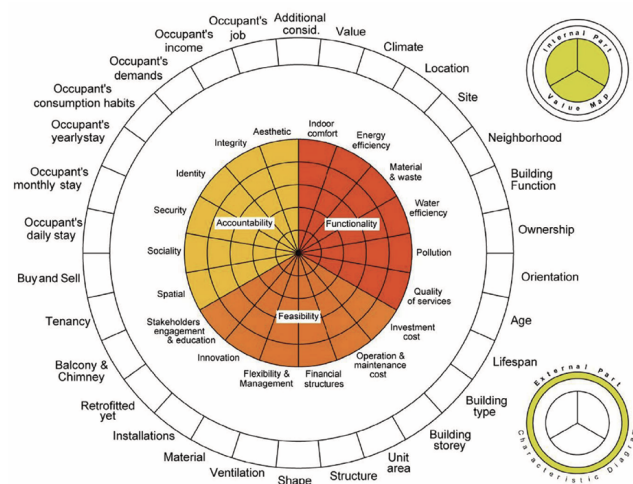 Additional
consid.
Value
Climate
Location
Site
Neighborhood
Building
Function
Ownership
Orientation
Age
Lifespan
Building
type
Building
storey
Unit
area
Structure
Shape
Ventilation
Material
Installations
Retrofitted
yet
Balcony &
Chimney
Tenancy
Buy and Sell
Occupant's
daily stay
Occupant's
monthly stay
Occupant's
yearlystay
Occupant's
consumption habits
Occupant's
demands
Occupant's
income
Occupant's
job
Indoor
comfort
Energy
efficiency
Material
& waste
Water
efficiency
Pollution
Quality
of services
Investment
cost
Operation &
maintenance
cost
Financial
structures
Flexibility &
Management
Innovation
Stakeholders
engagement
& education
Spatial
Sociality
Security
Identity
Integrity
Aesthetic
Accountability
Functionality
Feasibility
Internal Part
Value Map
External Part
Characteristic Diagram